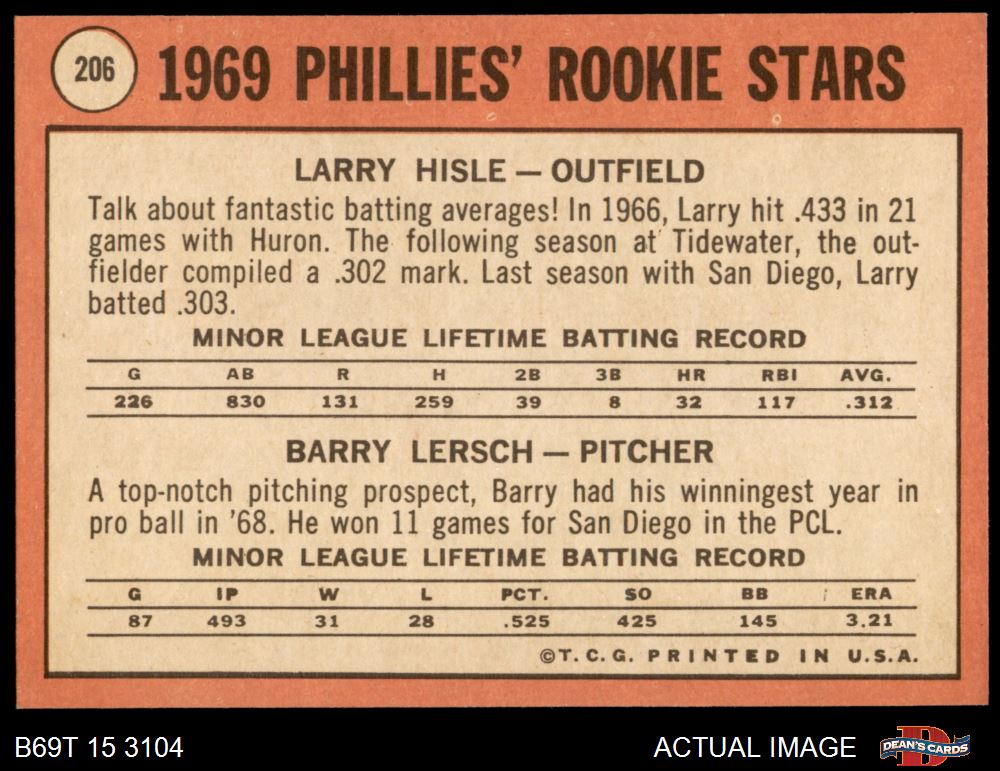 206
1969 PHILLIES' ROOKIE STARS
LARRY HISLE — OUTFIELD
Talk about fantastic batting averages! In 1966, Larry hit .433 in 21
games with Huron. The following season at Tidewater, the out-
fielder compiled a .302 mark. Last season with San Diego, Larry
batted .303.
MINOR LEAGUE LIFETIME BATTING RECORD
G AB R H 2B 3B HR RBI AVG.
226 830 131 259 39 8 32 117 .312
BARRY LERSCH — PITCHER
A top-notch pitching prospect, Barry had his winningest year in
pro ball in '68. He won 11 games for San Diego in the PCL.
MINOR LEAGUE LIFETIME BATTING RECORD
G IP W L PCT. SO BB ERA
87 493 31 28 .525 425 145 3.21
©T.C.G. PRINTED IN U.S.A.
B69T 15 3104
ACTUAL IMAGE
DEAN'S CARDS